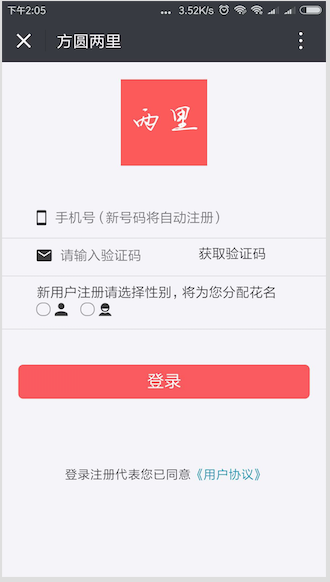 下午2:05
... 3.52K/s
方圆两里
两里
手机号 (新号码将自动注册)
请输入验证码 获取验证码
新用户注册请选择性别，将为您分配花名
登录
登录注册代表您已同意《用户协议》